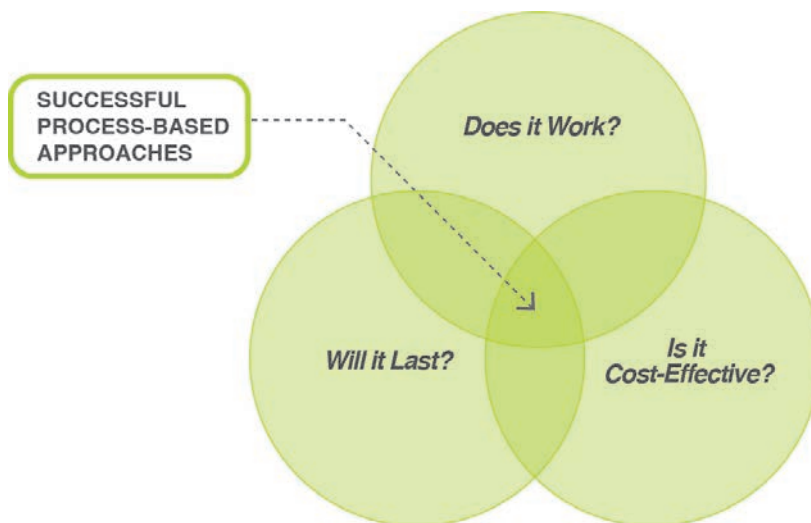 SUCCESSFUL
PROCESS-BASED
APPROACHES
Does it Work?
Will it Last?
Is it
Cost-Effective?